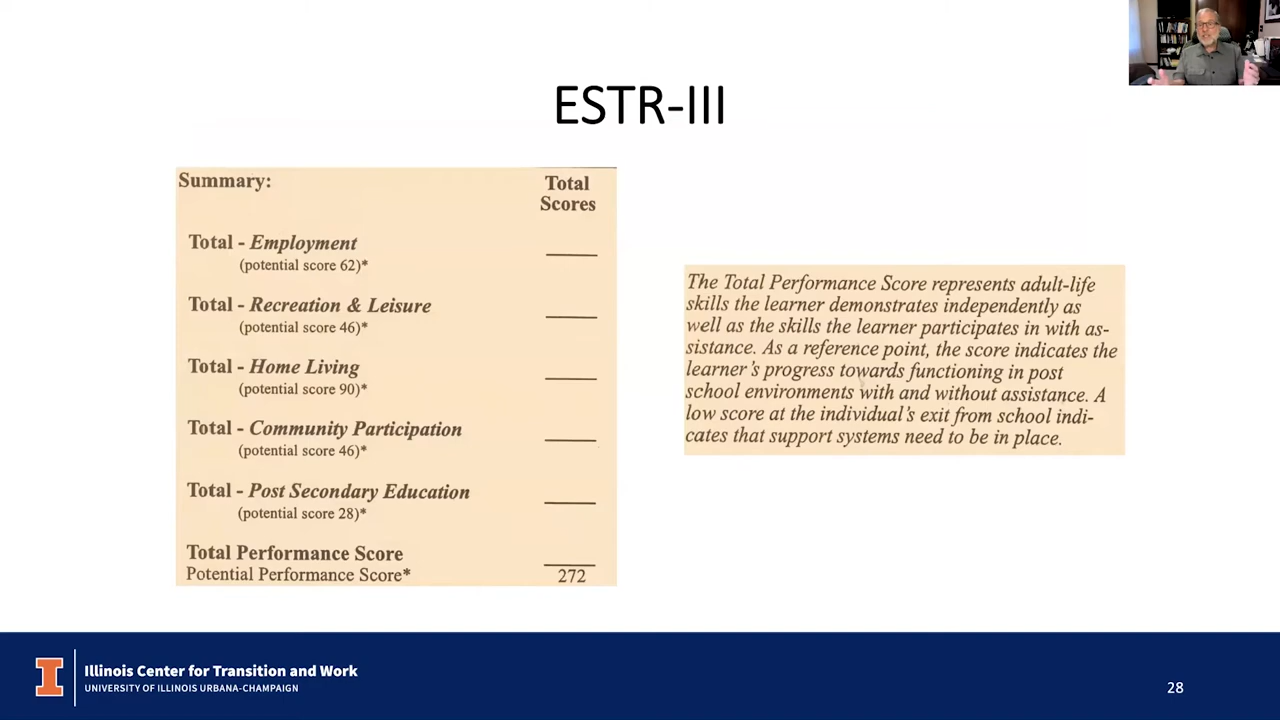 ESTR-III
Summary:
Total
Scores
Total - Employment
(potential score 62)*
Total - Recreation & Leisure
(potential score 46)*
Total - Home Living
(potential score 90)*
Total - Community Participation
(potential score 46)*
Total - Post Secondary Education
(potential score 28)*
Total Performance Score
Potential Performance Score*
272
The Total Performance Score represents adult-life
skills the learner demonstrates independently as
well as the skills the learner participates in with as-
sistance. As a reference point, the score indicates the
learner's progress towards functioning in post
school environments with and without assistance. A
low score at the individual's exit from school indi-
cates that support systems need to be in place.
I
Illinois Center for Transition and Work
UNIVERSITY OF ILLINOIS URBANA-CHAMPAIGN
28